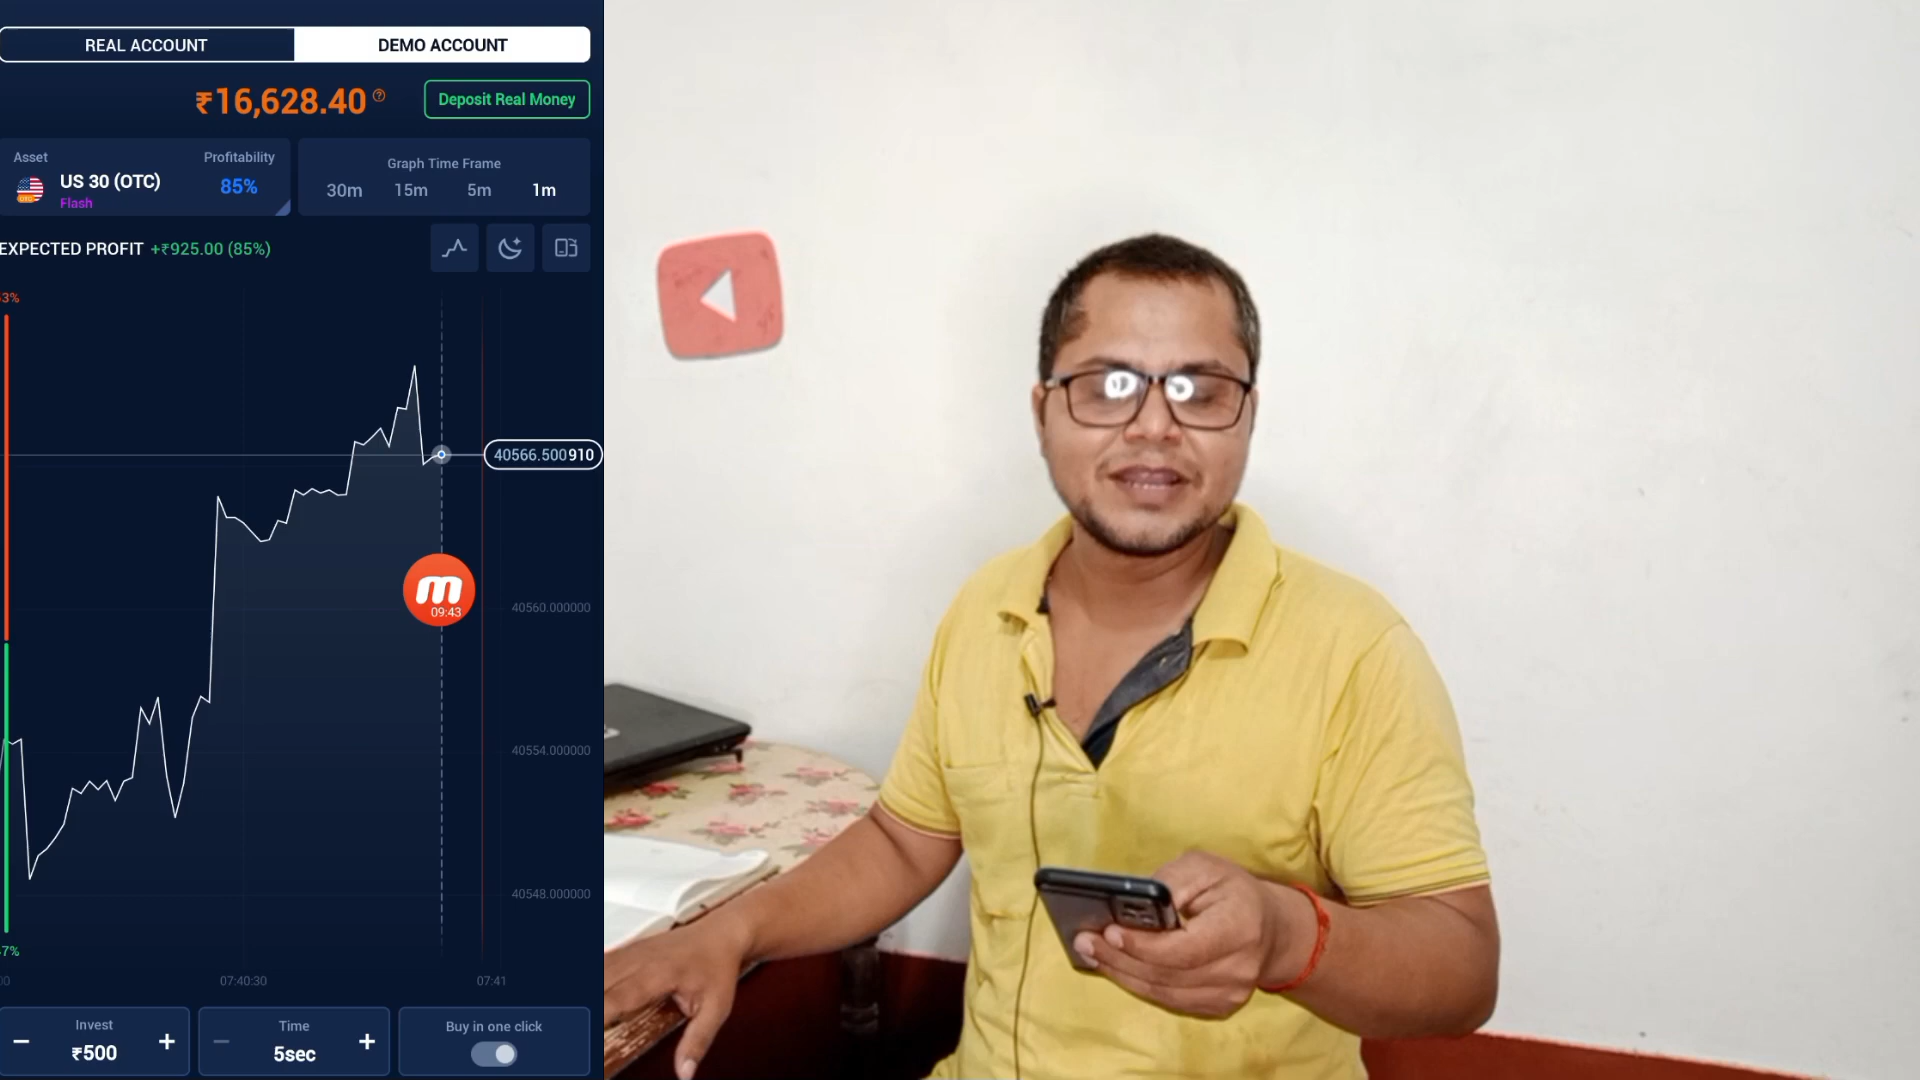 REAL ACCOUNT
DEMO ACCOUNT
₹16,628.40 ?
Deposit Real Money
Asset
Profitability
US 30 (OTC)
85%
Flash
Graph Time Frame
30m 15m 5m 1m
EXPECTED PROFIT +₹925.00 (85%)
3%
40566.500910
m
09:43
40560.000000
40554.000000
40548.000000
7%
07:40:30
07:41
Invest
− ₹500 +
Time
− 5sec +
Buy in one click